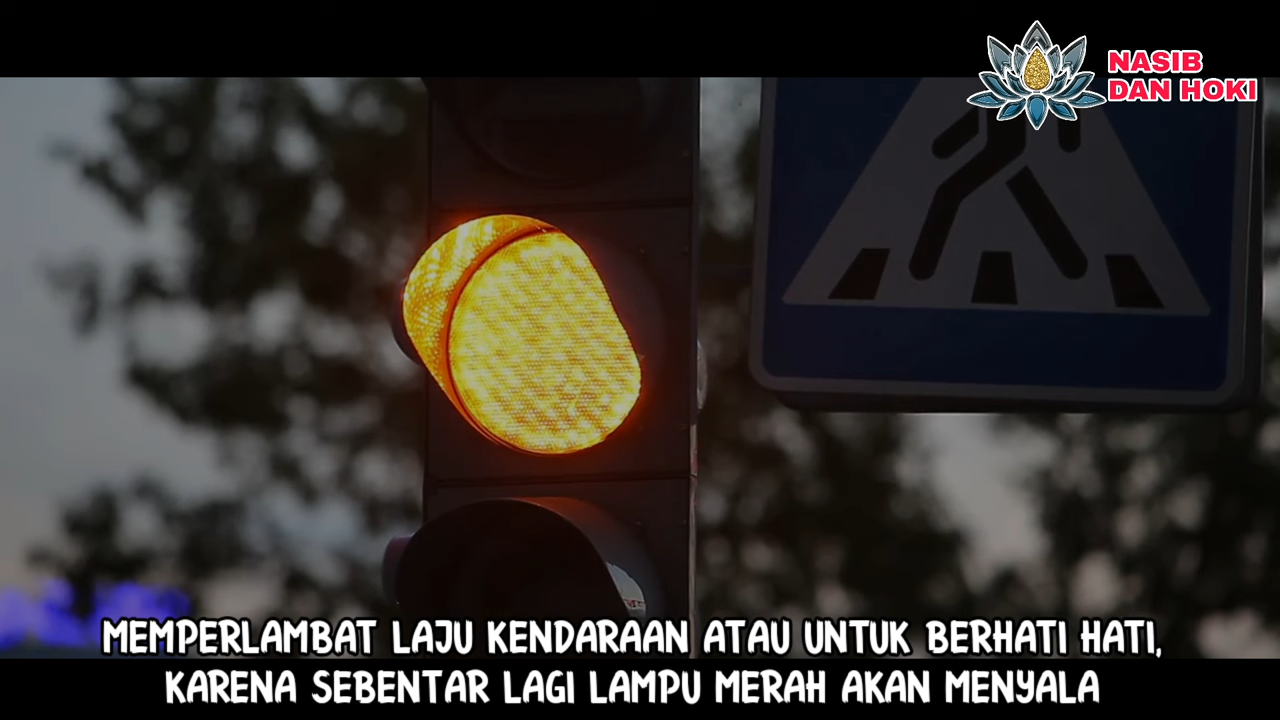 NASIB
DAN HOKI
MEMPERLAMBAT LAJU KENDARAAN ATAU UNTUK BERHATI HATI,
KARENA SEBENTAR LAGI LAMPU MERAH AKAN MENYALA